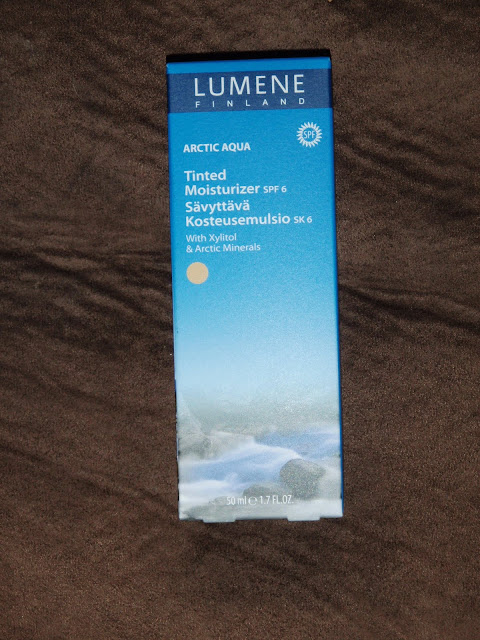 LUMENE
FINLAND
SPF
ARCTIC AQUA
Tinted
Moisturizer SPF 6
Sävyttävä
Kosteusemulsio SK 6
With Xylitol
& Arctic Minerals
50 ml ℮ 1.7 FL.OZ.